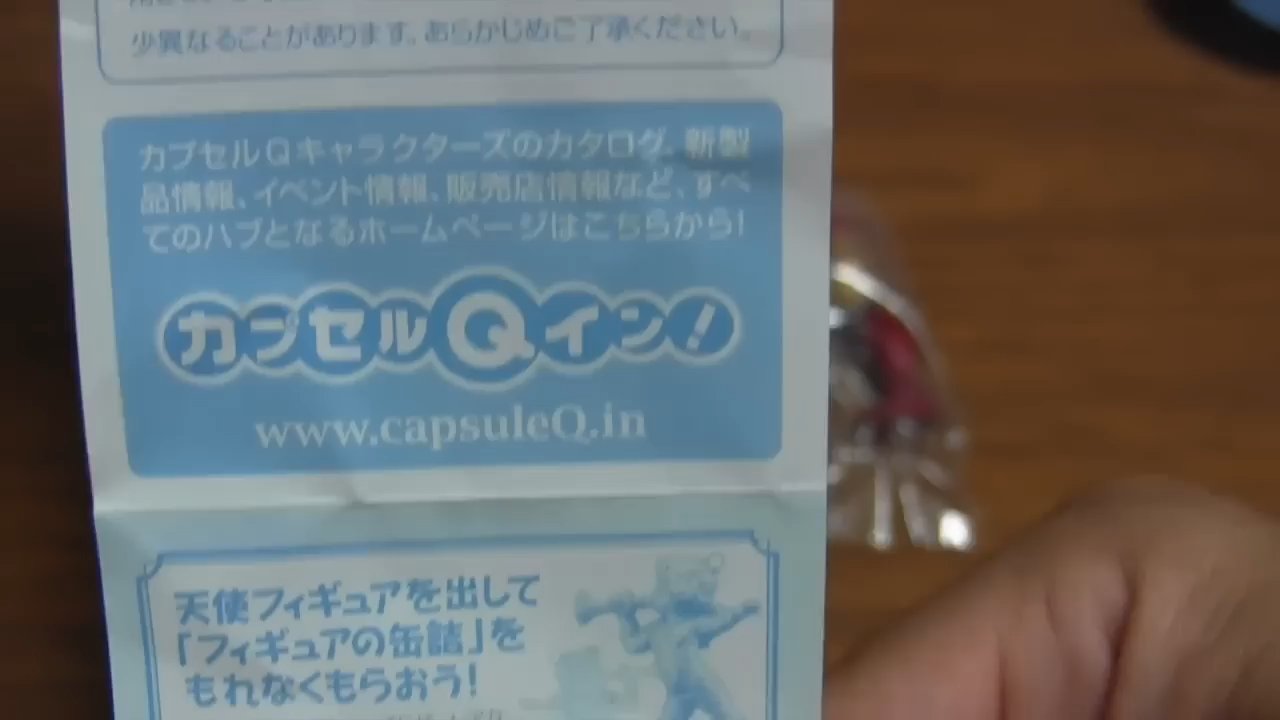 少異なることがあります。あらかじめご了承ください。
カプセルQキャラクターズのカタログ、新製
品情報、イベント情報、販売店情報など、すべ
てのハブとなるホームページはこちらから!
カプセルQイン!
www.capsuleQ.in
天使フィギュアを出して
「フィギュアの缶詰」を
もれなくもらおう!